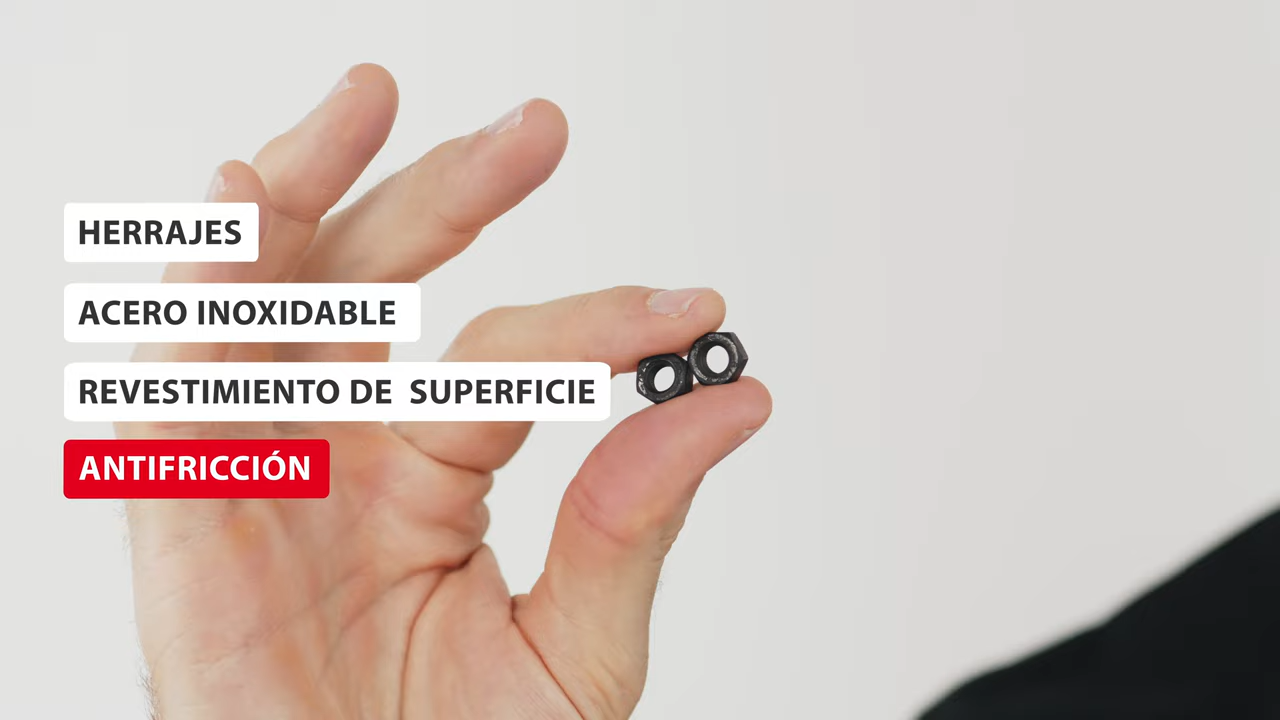 HERRAJES
ACERO INOXIDABLE
REVESTIMIENTO DE SUPERFICIE
ANTIFRICCIÓN